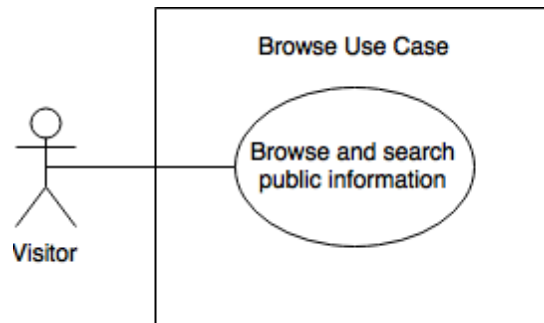 Browse Use Case
Browse and search
public information
Visitor